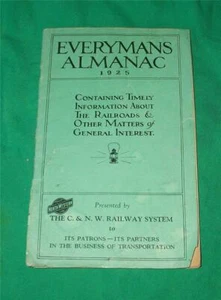 EVERYMANS
ALMANAC
1925
CONTAINING TIMELY
INFORMATION ABOUT
THE RAILROADS &
OTHER MATTERS of
GENERAL INTEREST.
Presented by
THE C. & N. W. RAILWAY SYSTEM
to
ITS PATRONS—ITS PARTNERS
IN THE BUSINESS OF TRANSPORTATION